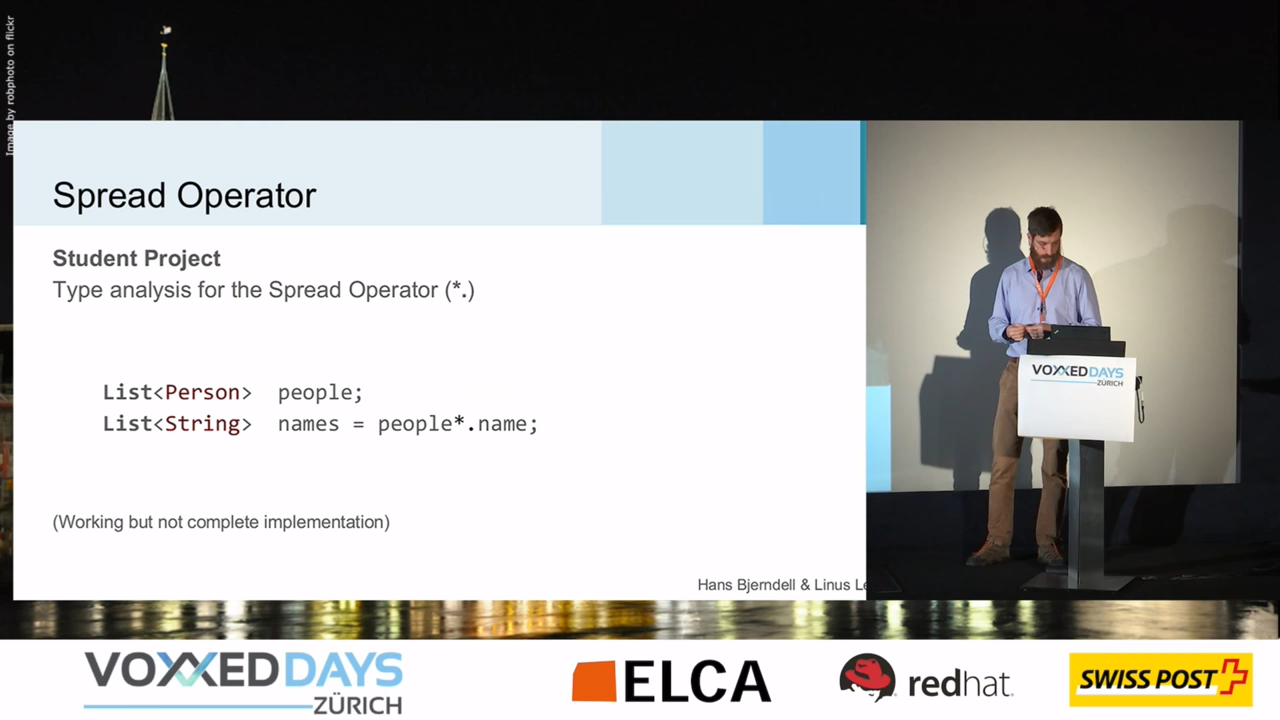 Image by robphoto on flickr
Spread Operator
Student Project
Type analysis for the Spread Operator (*.)
List<Person> people;
List<String> names = people*.name;
(Working but not complete implementation)
Hans Bjerndell & Linus
VOXXED DAYS
ZÜRICH
VOXXEDDAYS
ZÜRICH
ELCA
redhat.
SWISS POST